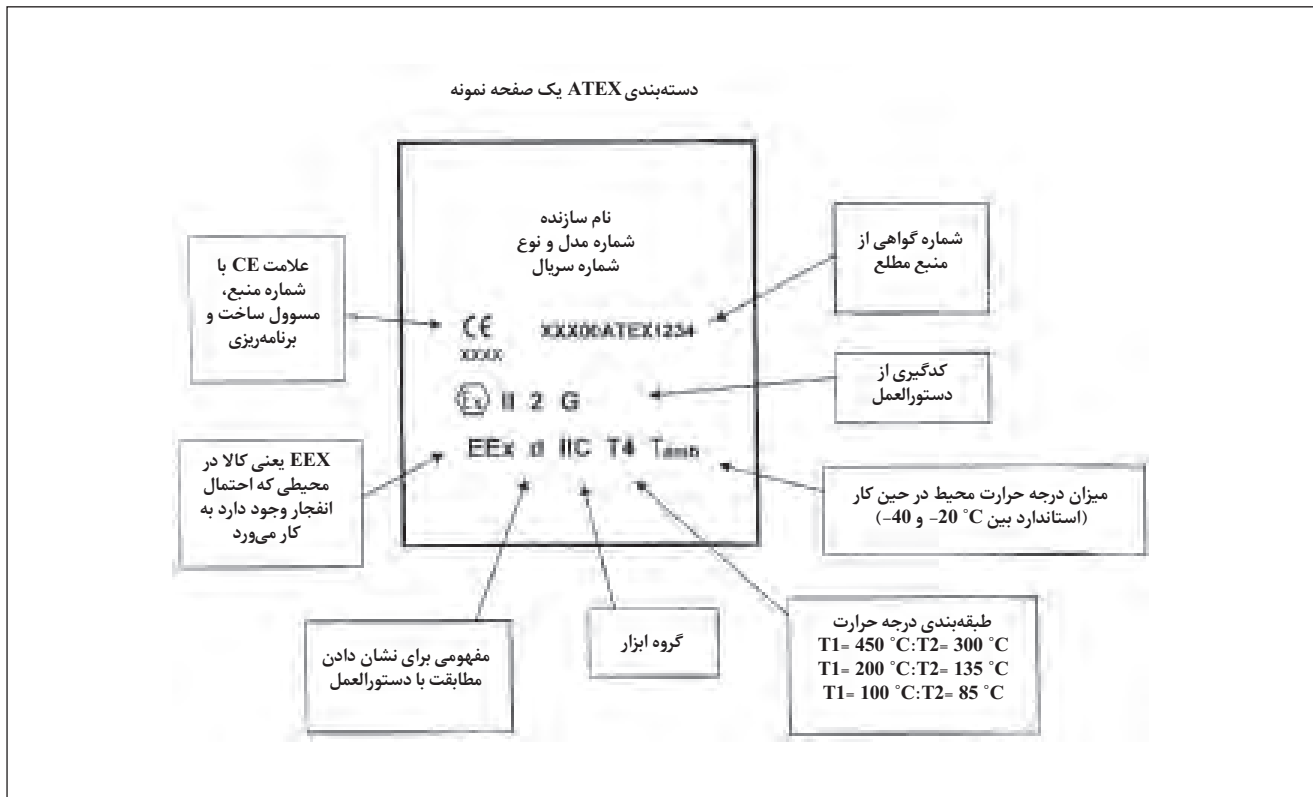 دسته‌بندی ATEX یک صفحه نمونه
نام سازنده
شماره مدل و نوع
شماره سریال
شماره گواهی از
منبع مطلع
علامت CE با
شماره منبع،
مسوول ساخت و
برنامه‌ریزی
CE XXX00ATEX1234
XXXX
کدگیری از
دستورالعمل
Ex II 2 G
EEx d IIC T4 Tamb
EEX یعنی کالا در
محیطی که احتمال
انفجار وجود دارد به
کار می‌ورد
میزان درجه حرارت محیط در حین کار
(استاندارد بین 20 °C- و 40-)
مفهومی برای نشان دادن
مطابقت با دستورالعمل
گروه ابزار
طبقه‌بندی درجه حرارت
T1= 450 °C:T2= 300 °C
T1= 200 °C:T2= 135 °C
T1= 100 °C:T2= 85 °C